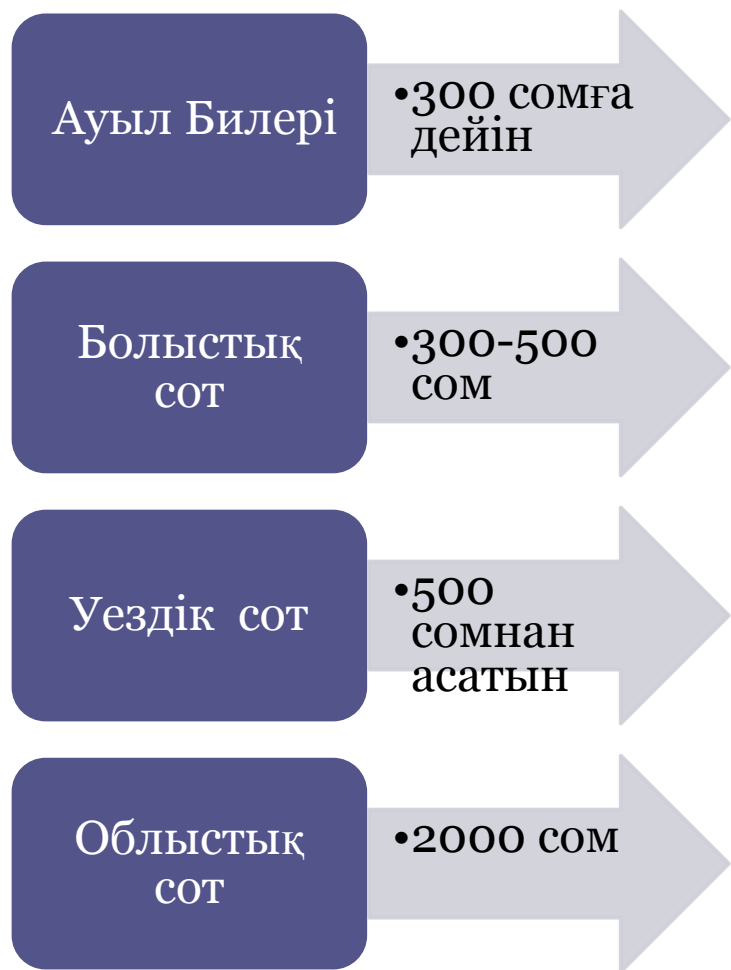 Ауыл Билері
•300 сомға
дейін
Болыстық
сот
•300-500
сом
Уездік сот
•500
сомнан
асатын
Облыстық
сот
•2000 сом